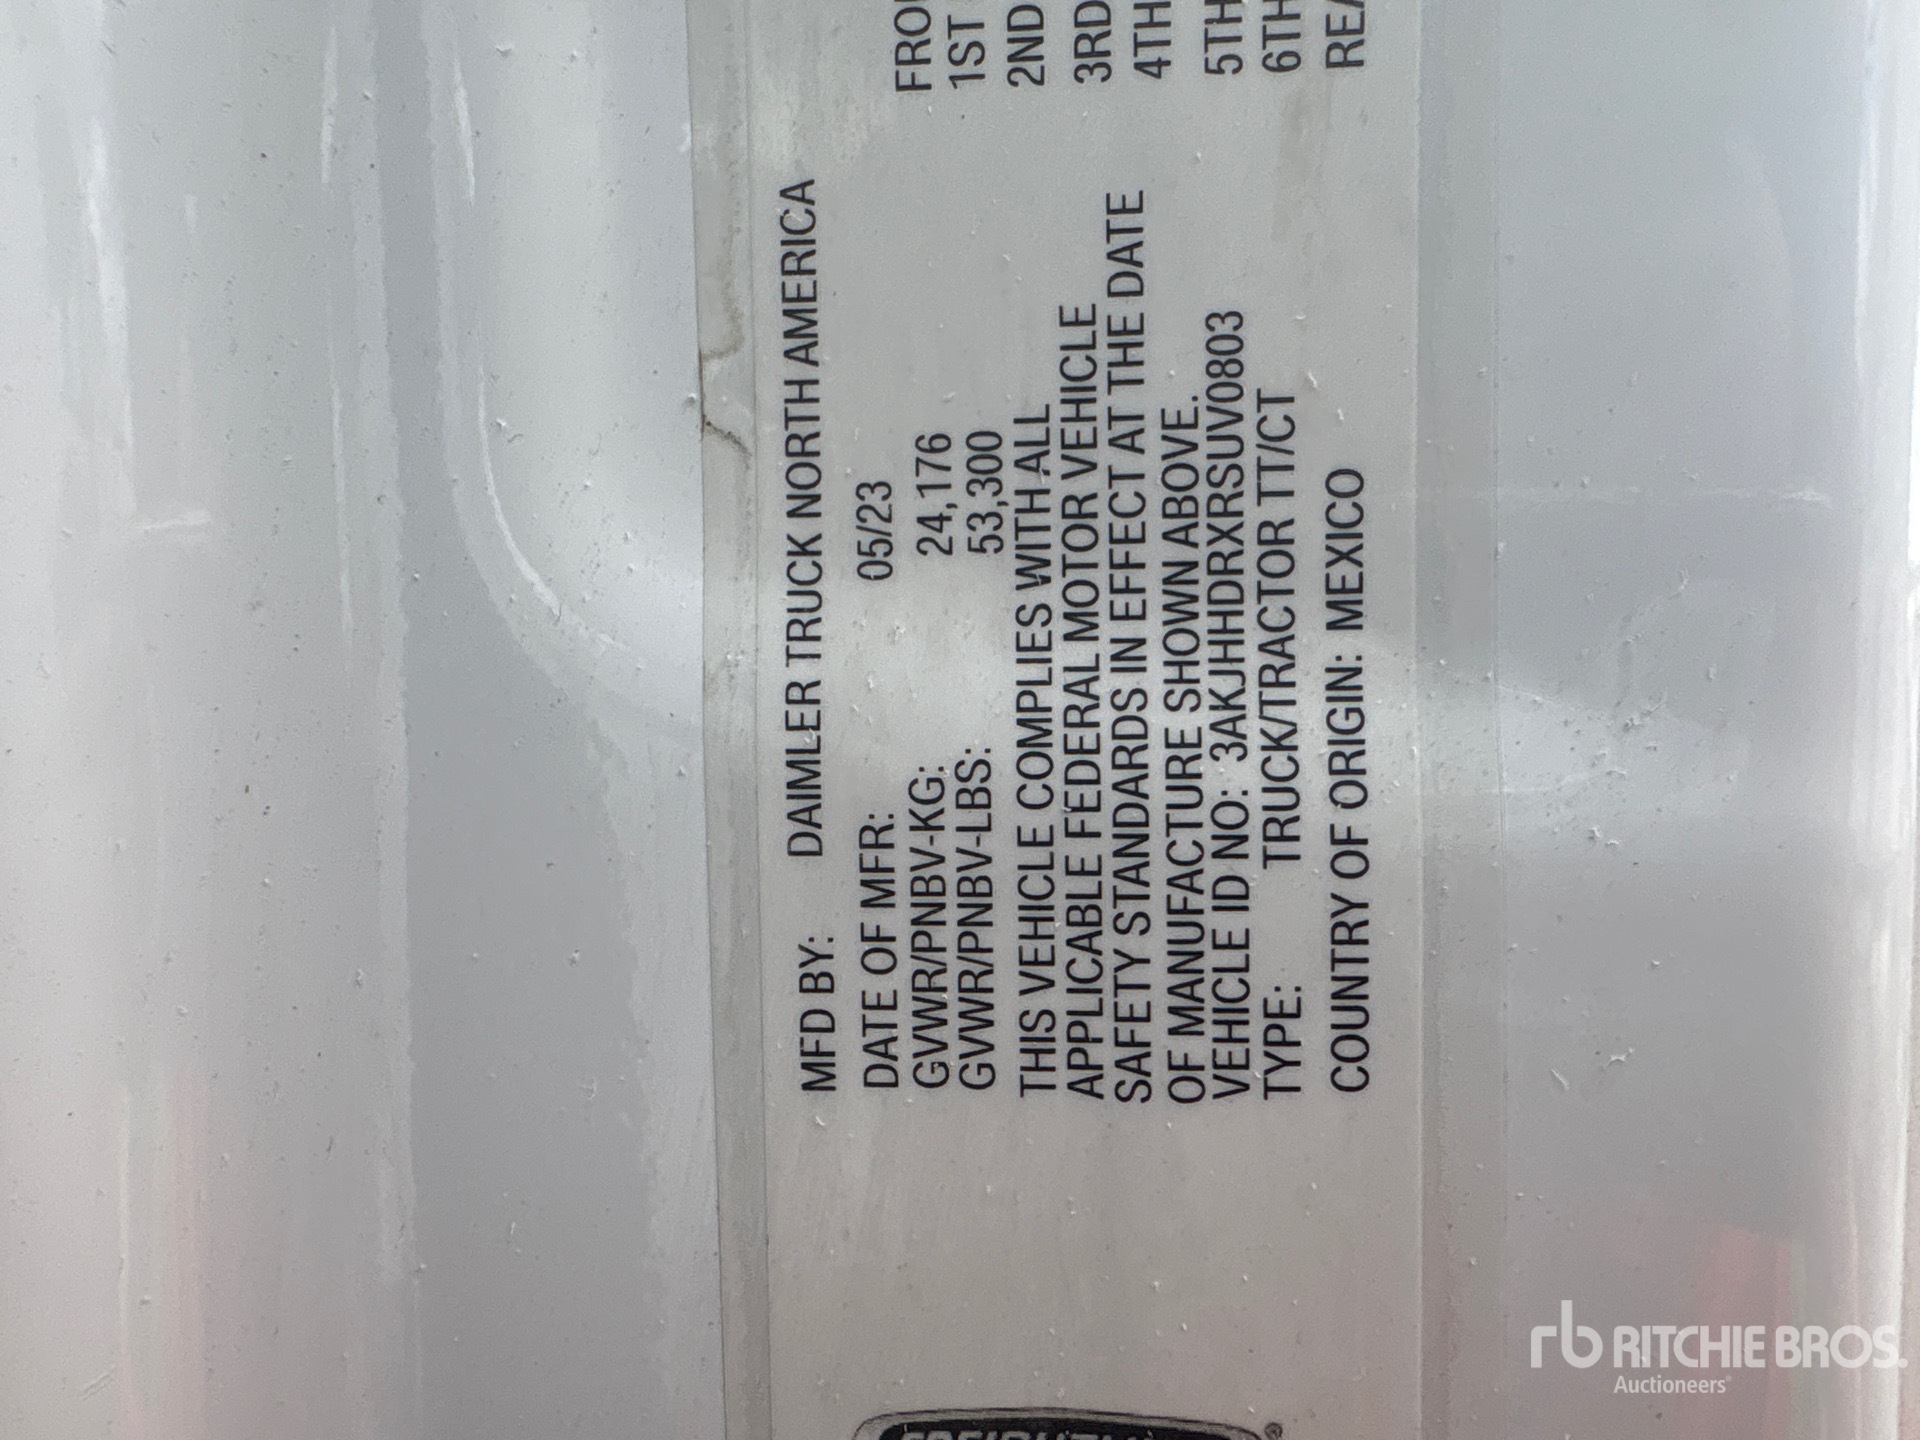 MFD BY: DAIMLER TRUCK NORTH AMERICA
DATE OF MFR: 05/23
GVWR/PNBV-KG: 24,176
GVWR/PNBV-LBS: 53,300
THIS VEHICLE COMPLIES WITH ALL
APPLICABLE FEDERAL MOTOR VEHICLE
SAFETY STANDARDS IN EFFECT AT THE DATE
OF MANUFACTURE SHOWN ABOVE.
VEHICLE ID NO: 3AKJHHDRXRSUV0803
TYPE: TRUCK/TRACTOR TT/CT
COUNTRY OF ORIGIN: MEXICO
1ST
2ND
3RD
4TH
5TH
6TH
rb RITCHIE BROS.
Auctioneers